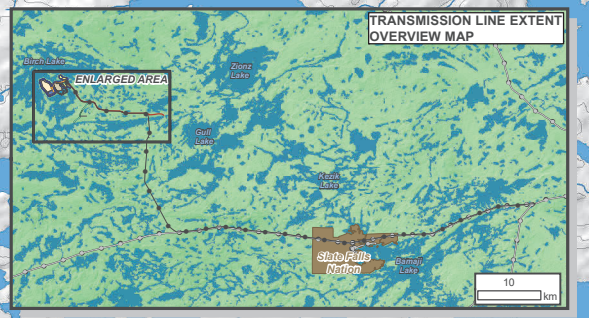 TRANSMISSION LINE EXTENT
OVERVIEW MAP
Birch Lake
ENLARGED AREA
Zionz
Lake
Gull
Lake
Kezik
Lake
Slate Falls
Nation
Bamaji
Lake
10
km